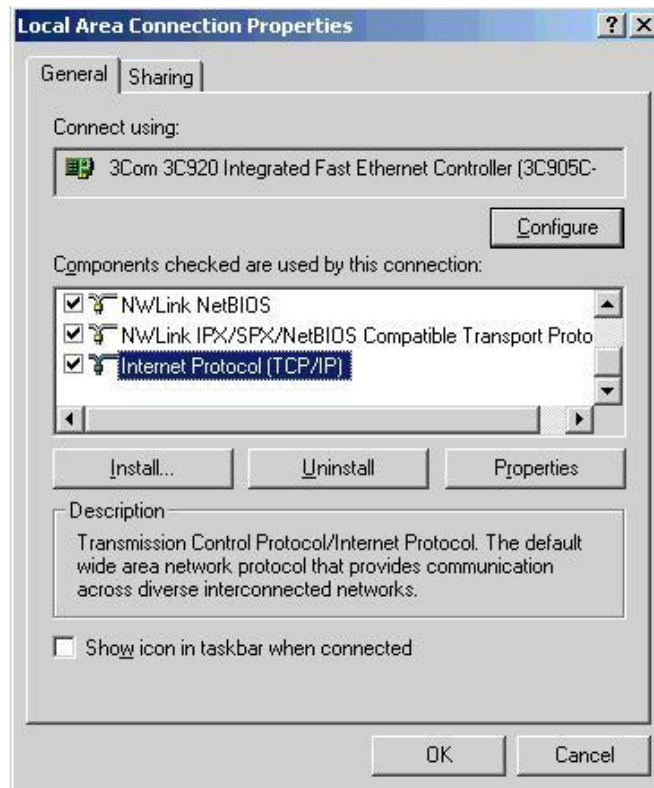 Local Area Connection Properties
General
Sharing
Connect using:
3Com 3C920 Integrated Fast Ethernet Controller (3C905C-
Configure
Components checked are used by this connection:
NWLink NetBIOS
NWLink IPX/SPX/NetBIOS Compatible Transport Proto
Internet Protocol (TCP/IP)
Install...
Uninstall
Properties
Description
Transmission Control Protocol/Internet Protocol. The default
wide area network protocol that provides communication
across diverse interconnected networks.
Show icon in taskbar when connected
OK
Cancel